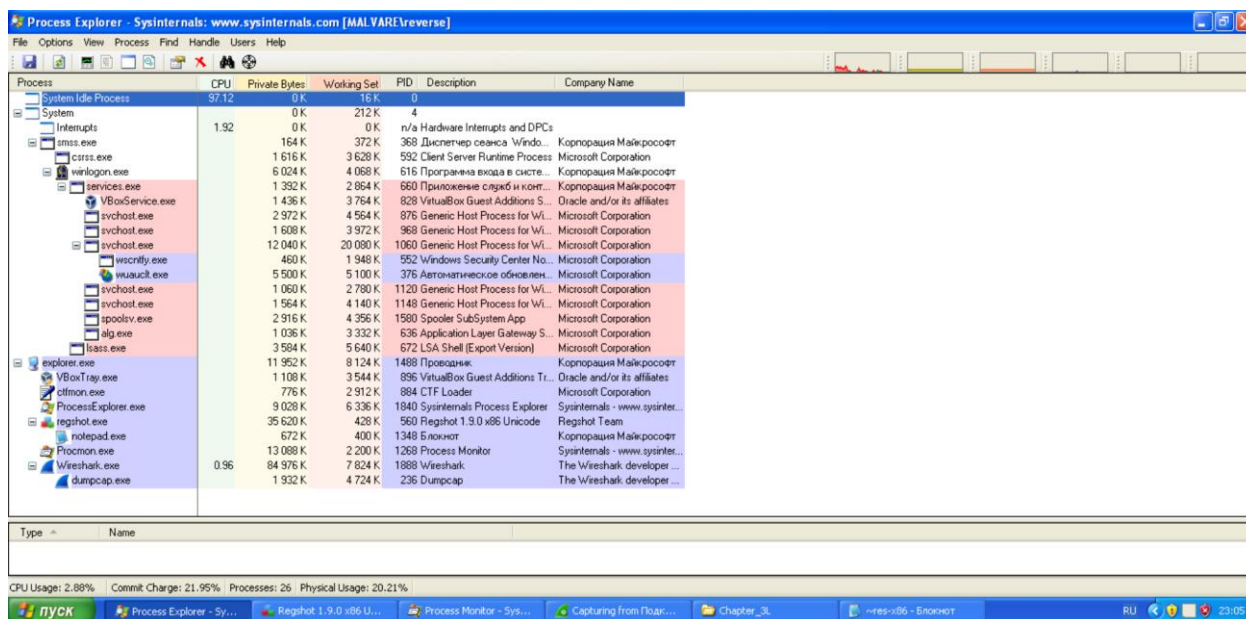 Process Explorer - Sysinternals: www.sysinternals.com [MALVARE\reverse]
File Options View Process Find Handle Users Help
Process CPU Private Bytes Working Set PID Description Company Name
System Idle Process 97.12 0 K 16 K 0
System 0 K 212 K 4
Interrupts 1.92 0 K 0 K n/a Hardware Interrupts and DPCs
smss.exe 164 K 372 K 368 Диспетчер сеанса Windo... Корпорация Майкрософт
csrss.exe 1 616 K 3 628 K 592 Client Server Runtime Process Microsoft Corporation
winlogon.exe 6 024 K 4 068 K 616 Программа входа в систе... Корпорация Майкрософт
services.exe 1 392 K 2 864 K 660 Приложение служб и конт... Корпорация Майкрософт
VBoxService.exe 1 436 K 3 764 K 828 VirtualBox Guest Additions S... Oracle and/or its affiliates
svchost.exe 2 972 K 4 564 K 876 Generic Host Process for Wi... Microsoft Corporation
svchost.exe 1 608 K 3 972 K 968 Generic Host Process for Wi... Microsoft Corporation
svchost.exe 12 040 K 20 080 K 1060 Generic Host Process for Wi... Microsoft Corporation
wscntfy.exe 460 K 1 948 K 552 Windows Security Center No... Microsoft Corporation
wuauclt.exe 5 500 K 5 100 K 376 Автоматическое обновлен... Microsoft Corporation
svchost.exe 1 060 K 2 780 K 1120 Generic Host Process for Wi... Microsoft Corporation
svchost.exe 1 564 K 4 140 K 1148 Generic Host Process for Wi... Microsoft Corporation
spoolsv.exe 2 916 K 4 356 K 1580 Spooler SubSystem App Microsoft Corporation
alg.exe 1 036 K 3 332 K 636 Application Layer Gateway S... Microsoft Corporation
lsass.exe 3 584 K 5 640 K 672 LSA Shell (Export Version) Microsoft Corporation
explorer.exe 11 952 K 8 124 K 1488 Проводник Корпорация Майкрософт
VBoxTray.exe 1 108 K 3 544 K 896 VirtualBox Guest Additions Tr... Oracle and/or its affiliates
ctfmon.exe 776 K 2 912 K 884 CTF Loader Microsoft Corporation
ProcessExplorer.exe 9 028 K 6 336 K 1840 Sysinternals Process Explorer Sysinternals - www.sysinter...
regshot.exe 35 620 K 428 K 560 Regshot 1.9.0 x86 Unicode Regshot Team
notepad.exe 672 K 400 K 1348 Блокнот Корпорация Майкрософт
Procmon.exe 13 088 K 2 200 K 1268 Process Monitor Sysinternals - www.sysinter...
Wireshark.exe 0.96 84 976 K 7 824 K 1888 Wireshark The Wireshark developer ...
dumpcap.exe 1 932 K 4 724 K 236 Dumpcap The Wireshark developer ...
Type Name
CPU Usage: 2.88% Commit Charge: 21.95% Processes: 26 Physical Usage: 20.21%
пуск Process Explorer - Sy... Regshot 1.9.0 x86 U... Process Monitor - Sys... Capturing from Подк... Chapter_3L ~res-x86 - Блокнот RU 23:05